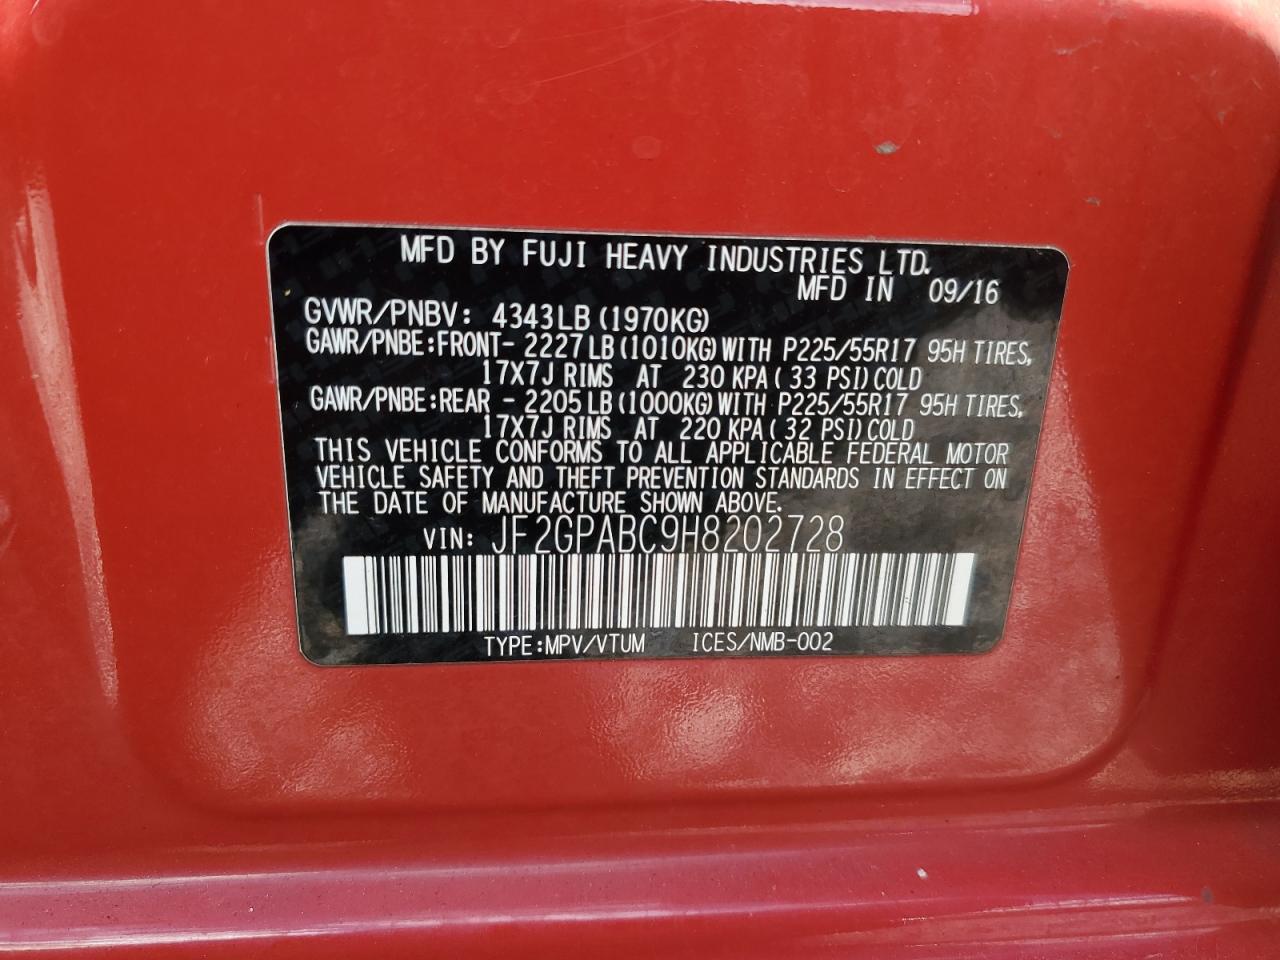 MFD BY FUJI HEAVY INDUSTRIES LTD.
MFD IN 09/16
GVWR/PNBV: 4343LB (1970KG)
GAWR/PNBE:FRONT- 2227LB(1010KG)WITH P225/55R17 95H TIRES,
17X7J RIMS AT 230 KPA( 33 PSI)COLD
GAWR/PNBE:REAR - 2205LB(1000KG)WITH P225/55R17 95H TIRES,
17X7J RIMS AT 220 KPA(32 PSI)COLD
THIS VEHICLE CONFORMS TO ALL APPLICABLE FEDERAL MOTOR
VEHICLE SAFETY AND THEFT PREVENTION STANDARDS IN EFFECT ON
THE DATE OF MANUFACTURE SHOWN ABOVE.
VIN: JF2GPABC9H8202728
TYPE:MPV/VTUM ICES/NMB-002